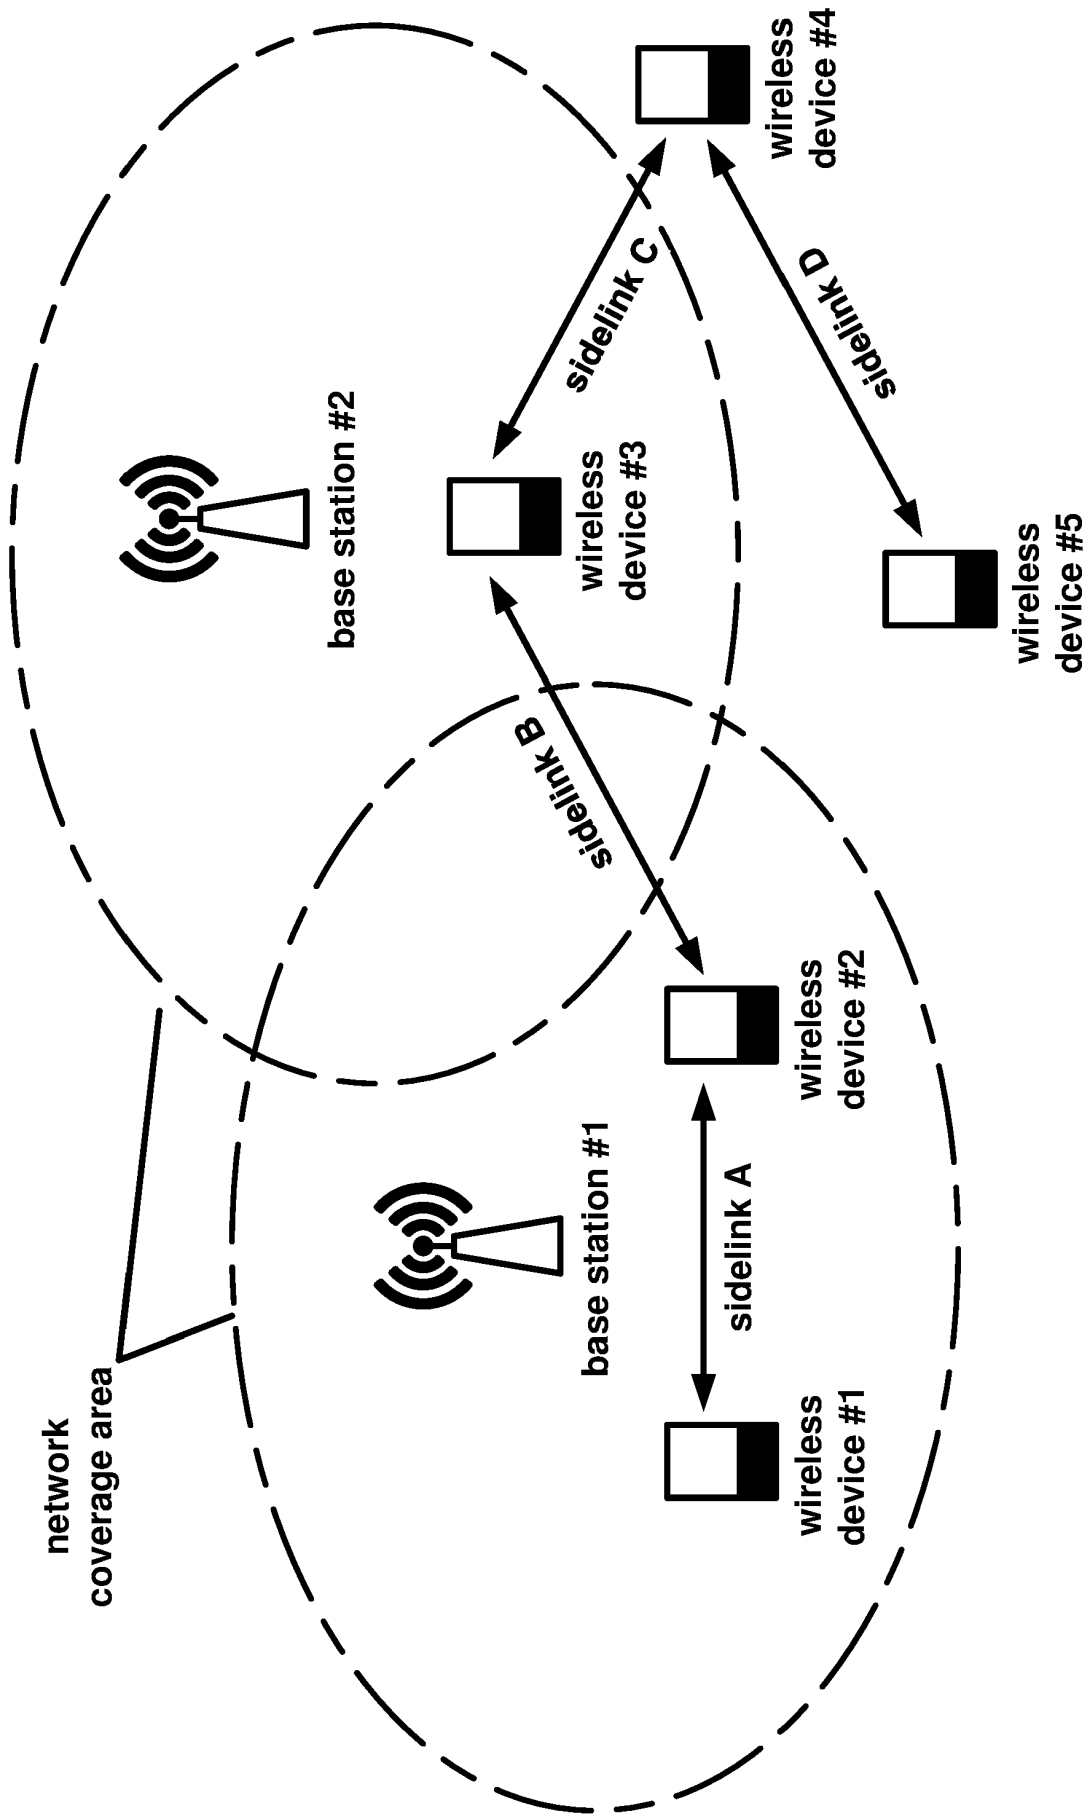 network
coverage area
base station #1
base station #2
wireless
device #1
sidelink A
wireless
device #2
sidelink B
wireless
device #3
sidelink C
wireless
device #4
sidelink D
wireless
device #5